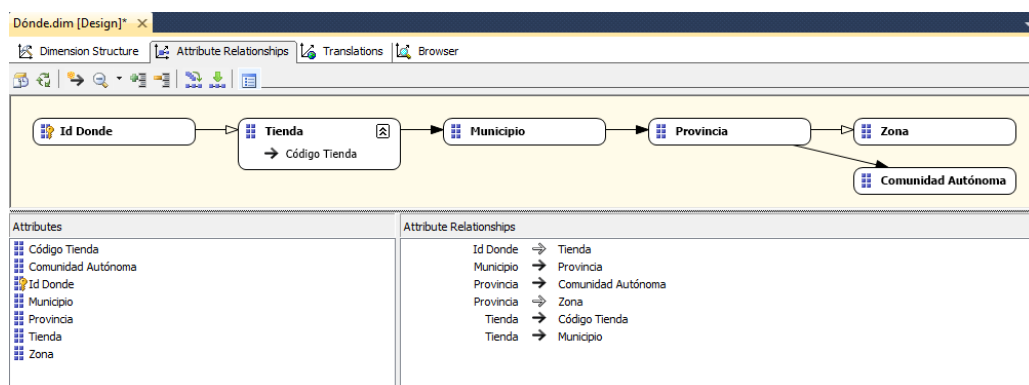 Dónde.dim [Design]*
Dimension Structure Attribute Relationships Translations Browser
Id Donde Tienda Municipio Provincia Zona
Código Tienda
Comunidad Autónoma
Attributes
Código Tienda
Comunidad Autónoma
Id Donde
Municipio
Provincia
Tienda
Zona
Attribute Relationships
Id Donde Tienda
Municipio Provincia
Provincia Comunidad Autónoma
Provincia Zona
Tienda Código Tienda
Tienda Municipio